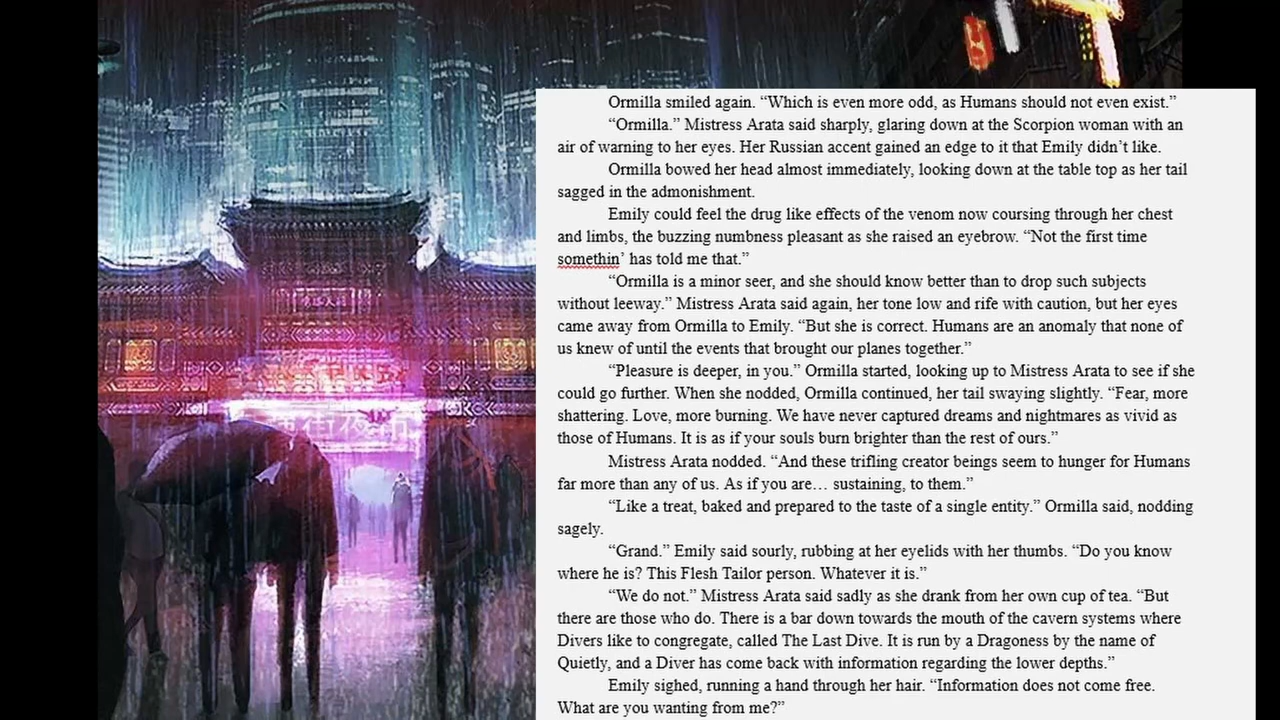 Ormilla smiled again. “Which is even more odd, as Humans should not even exist.”
“Ormilla.” Mistress Arata said sharply, glaring down at the Scorpion woman with an
air of warning to her eyes. Her Russian accent gained an edge to it that Emily didn’t like.
Ormilla bowed her head almost immediately, looking down at the table top as her tail
sagged in the admonishment.
Emily could feel the drug like effects of the venom now coursing through her chest
and limbs, the buzzing numbness pleasant as she raised an eyebrow. “Not the first time
somethin’ has told me that.”
“Ormilla is a minor seer, and she should know better than to drop such subjects
without leeway.” Mistress Arata said again, her tone low and rife with caution, but her eyes
came away from Ormilla to Emily. “But she is correct. Humans are an anomaly that none of
us knew of until the events that brought our planes together.”
“Pleasure is deeper, in you.” Ormilla started, looking up to Mistress Arata to see if she
could go further. When she nodded, Ormilla continued, her tail swaying slightly. “Fear, more
shattering. Love, more burning. We have never captured dreams and nightmares as vivid as
those of Humans. It is as if your souls burn brighter than the rest of ours.”
Mistress Arata nodded. “And these trifling creator beings seem to hunger for Humans
far more than any of us. As if you are… sustaining, to them.”
“Like a treat, baked and prepared to the taste of a single entity.” Ormilla said, nodding
sagely.
“Grand.” Emily said sourly, rubbing at her eyelids with her thumbs. “Do you know
where he is? This Flesh Tailor person. Whatever it is.”
“We do not.” Mistress Arata said sadly as she drank from her own cup of tea. “But
there are those who do. There is a bar down towards the mouth of the cavern systems where
Divers like to congregate, called The Last Dive. It is run by a Dragoness by the name of
Quietly, and a Diver has come back with information regarding the lower depths.”
Emily sighed, running a hand through her hair. “Information does not come free.
What are you wanting from me?”